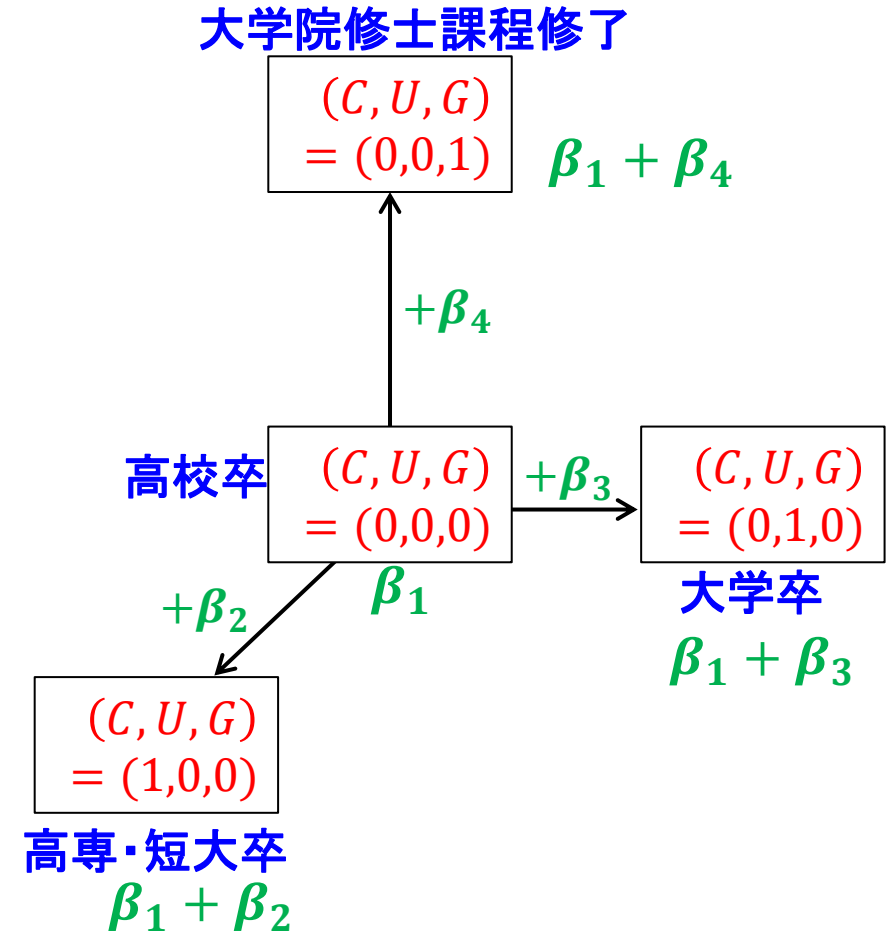 大学院修士課程修了
(C, U, G)
= (0,0,1)
β₁ + β₄
+β₄
高校卒
(C, U, G)
= (0,0,0)
β₁
+β₃
(C, U, G)
= (0,1,0)
大学卒
β₁ + β₃
+β₂
(C, U, G)
= (1,0,0)
高専・短大卒
β₁ + β₂